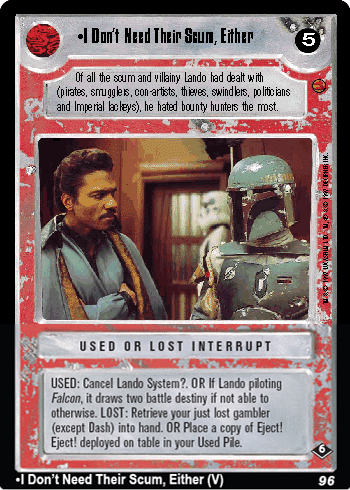 •I Don't Need Their Scum, Either
5
Of all the scum and villainy Lando had dealt with
(pirates, smugglers, con-artists, thieves, swindlers, politicians
and Imperial lackeys), he hated bounty hunters the most.
USED OR LOST INTERRUPT
USED: Cancel Lando System?. OR If Lando piloting
Falcon, it draws two battle destiny if not able to
otherwise. LOST: Retrieve your just lost gambler
(except Dash) into hand. OR Place a copy of Eject!
Eject! deployed on table in your Used Pile.
6
•I Don't Need Their Scum, Either (V)
96